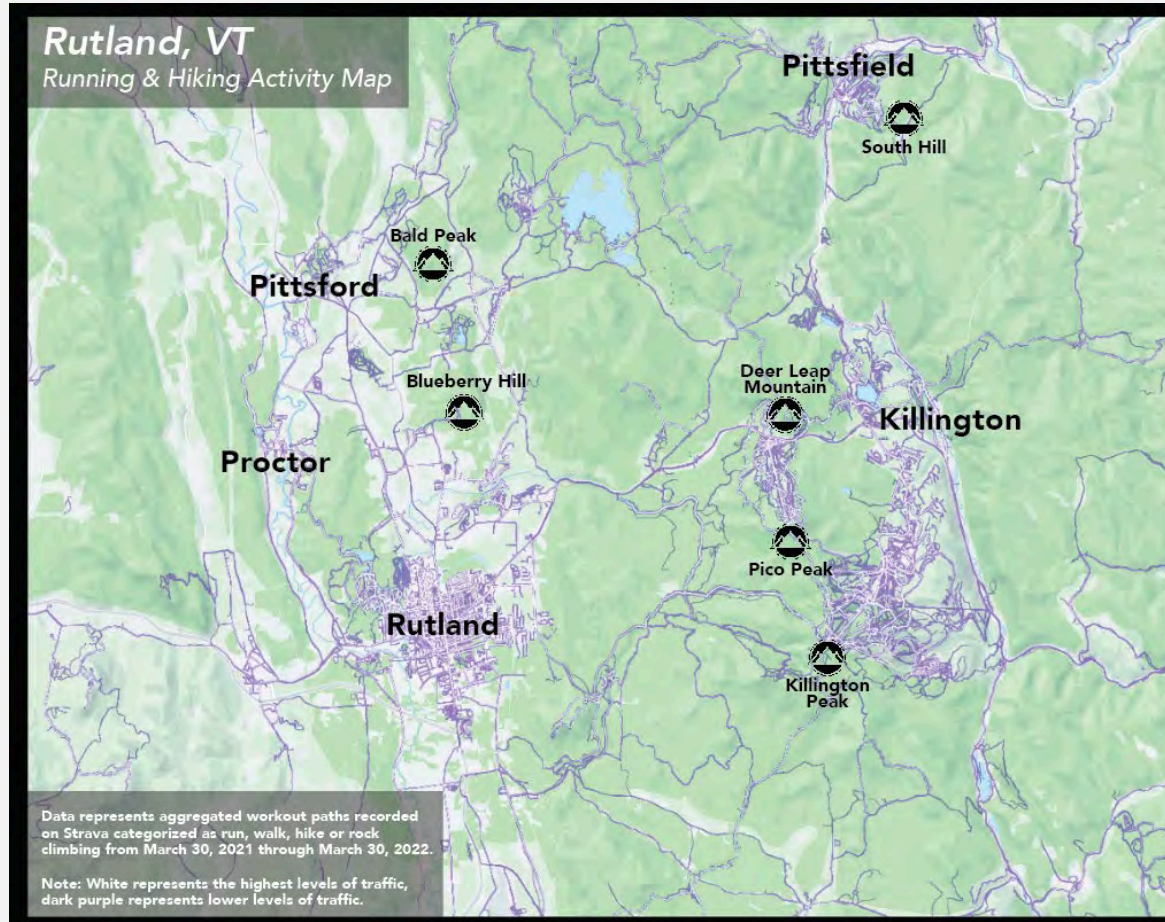 Rutland, VT
Running & Hiking Activity Map
Pittsfield
South Hill
Bald Peak
Pittsford
Blueberry Hill
Deer Leap
Mountain
Killington
Proctor
Pico Peak
Rutland
Killington
Peak
Data represents aggregated workout paths recorded
on Strava categorized as run, walk, hike or rock
climbing from March 30, 2021 through March 30, 2022.
Note: White represents the highest levels of traffic,
dark purple represents lower levels of traffic.